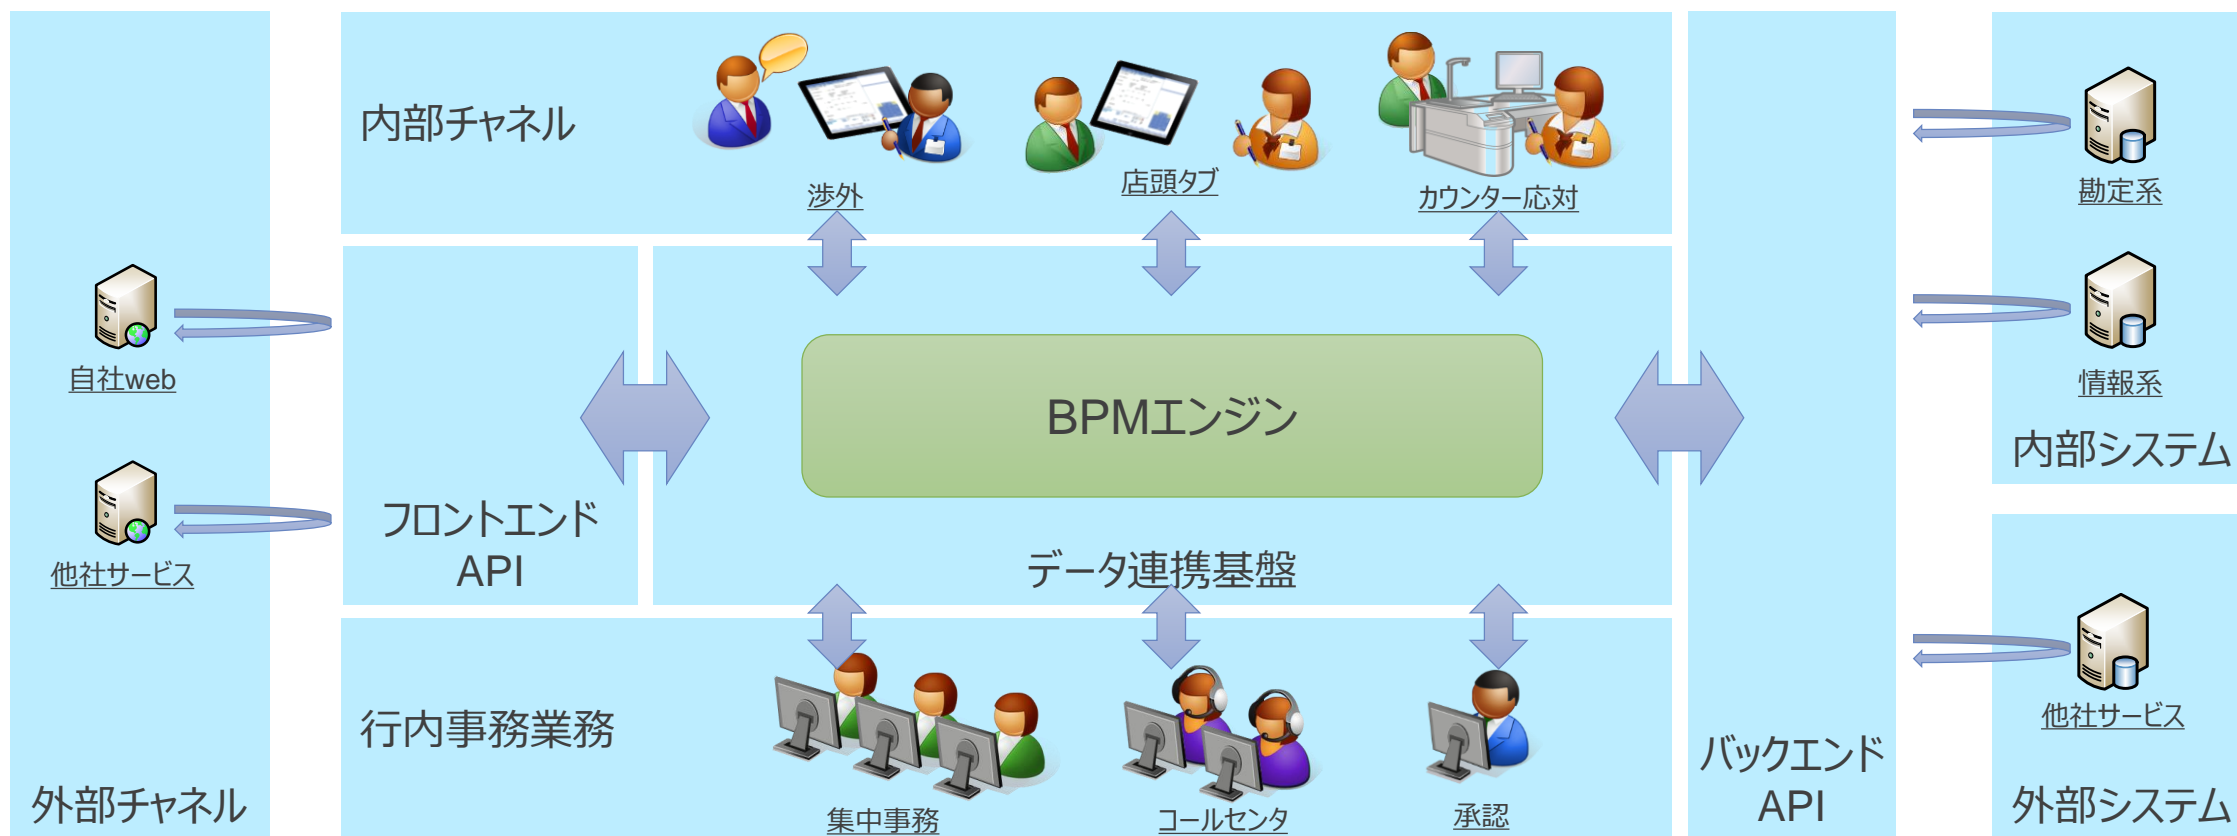 内部チャネル
渉外
店頭タブ
カウンター応対
自社web
他社サービス
外部チャネル
フロントエンド
API
BPMエンジン
データ連携基盤
行内事務業務
集中事務
コールセンタ
承認
バックエンド
API
勘定系
情報系
内部システム
他社サービス
外部システム